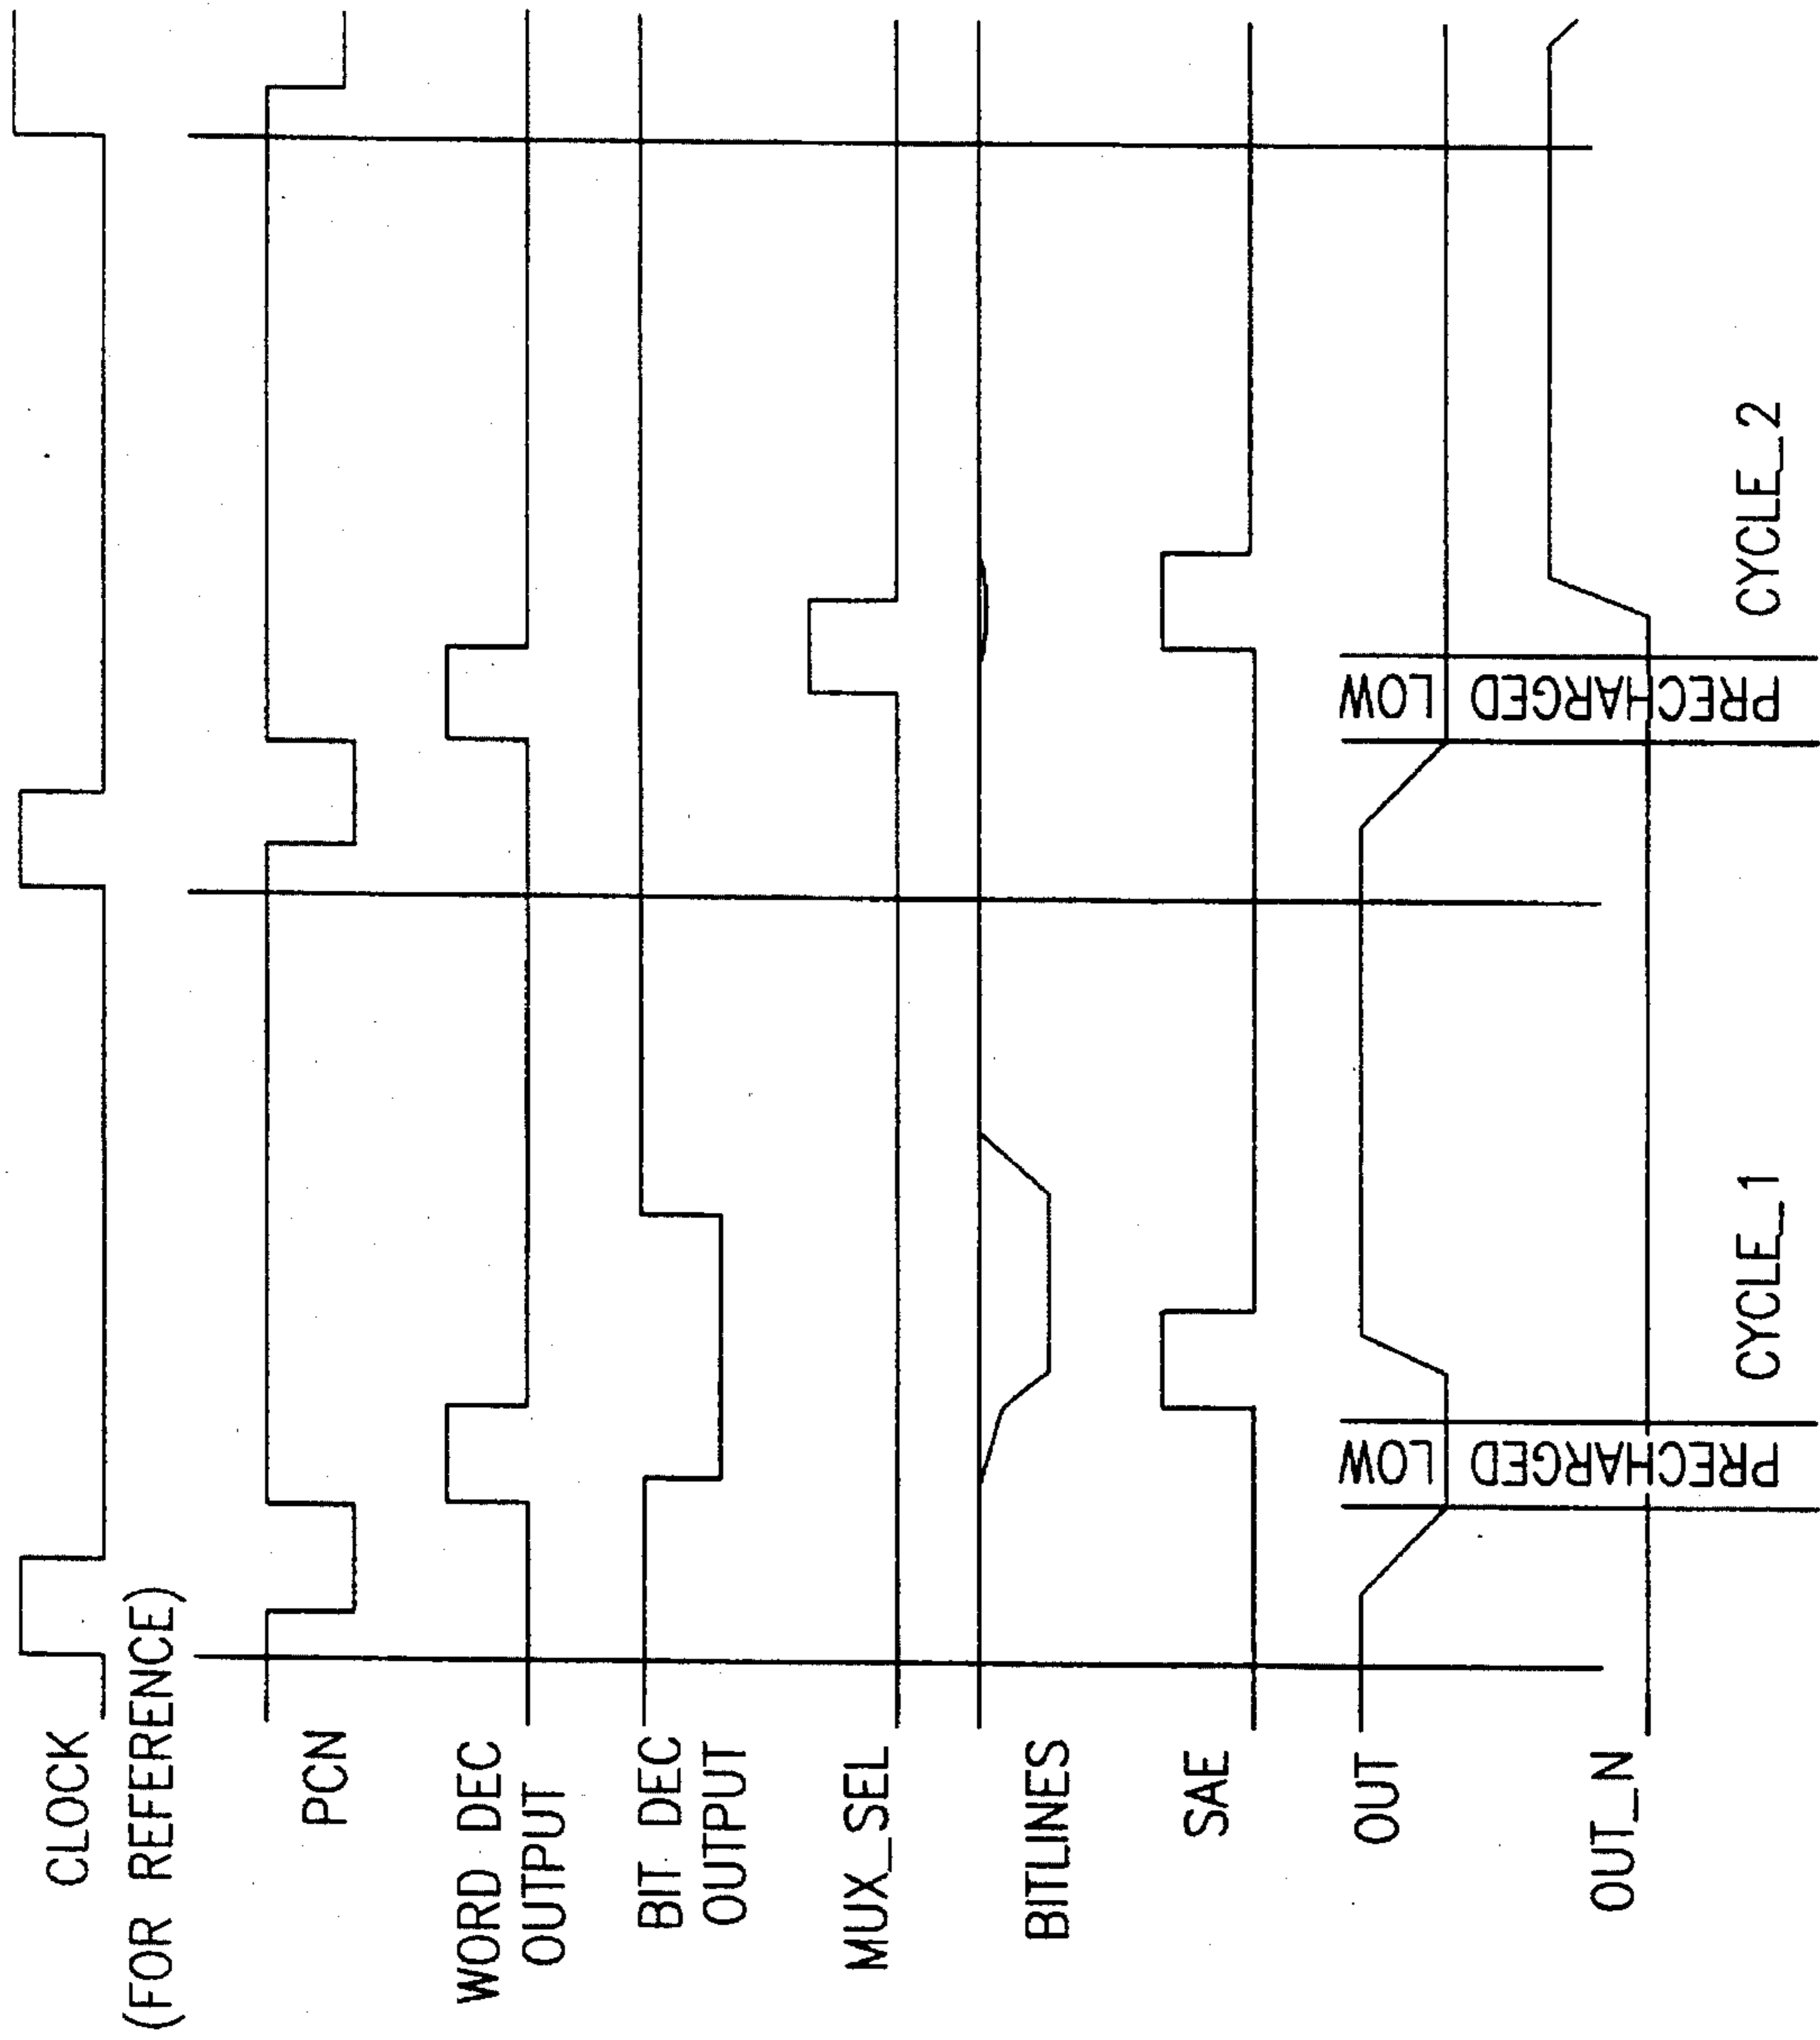 CLOCK
(FOR REFERENCE)
PCN
WORD DEC
OUTPUT
BIT DEC
OUTPUT
MUX_SEL
BITLINES
SAE
OUT
OUT_N
PRECHARGED
LOW
PRECHARGED
LOW
CYCLE_1
CYCLE_2